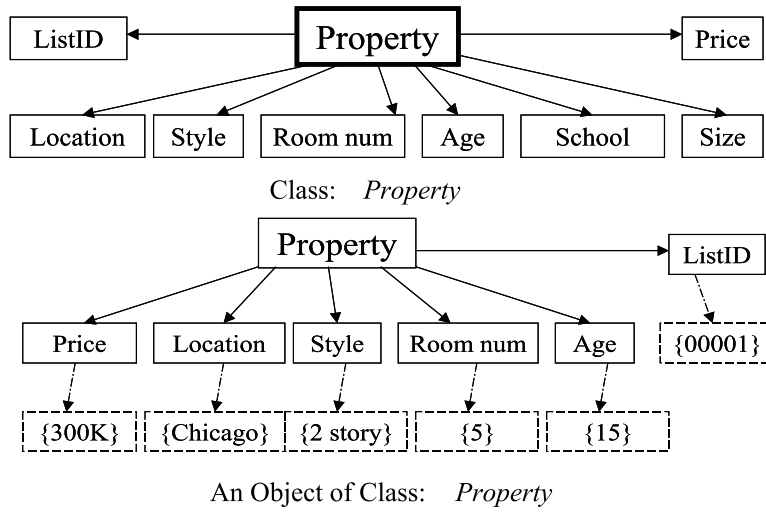 ListID
Property
Price
Location
Style
Room num
Age
School
Size
Class: Property
Property
ListID
Price
Location
Style
Room num
Age
{00001}
{300K}
{Chicago}
{2 story}
{5}
{15}
An Object of Class: Property